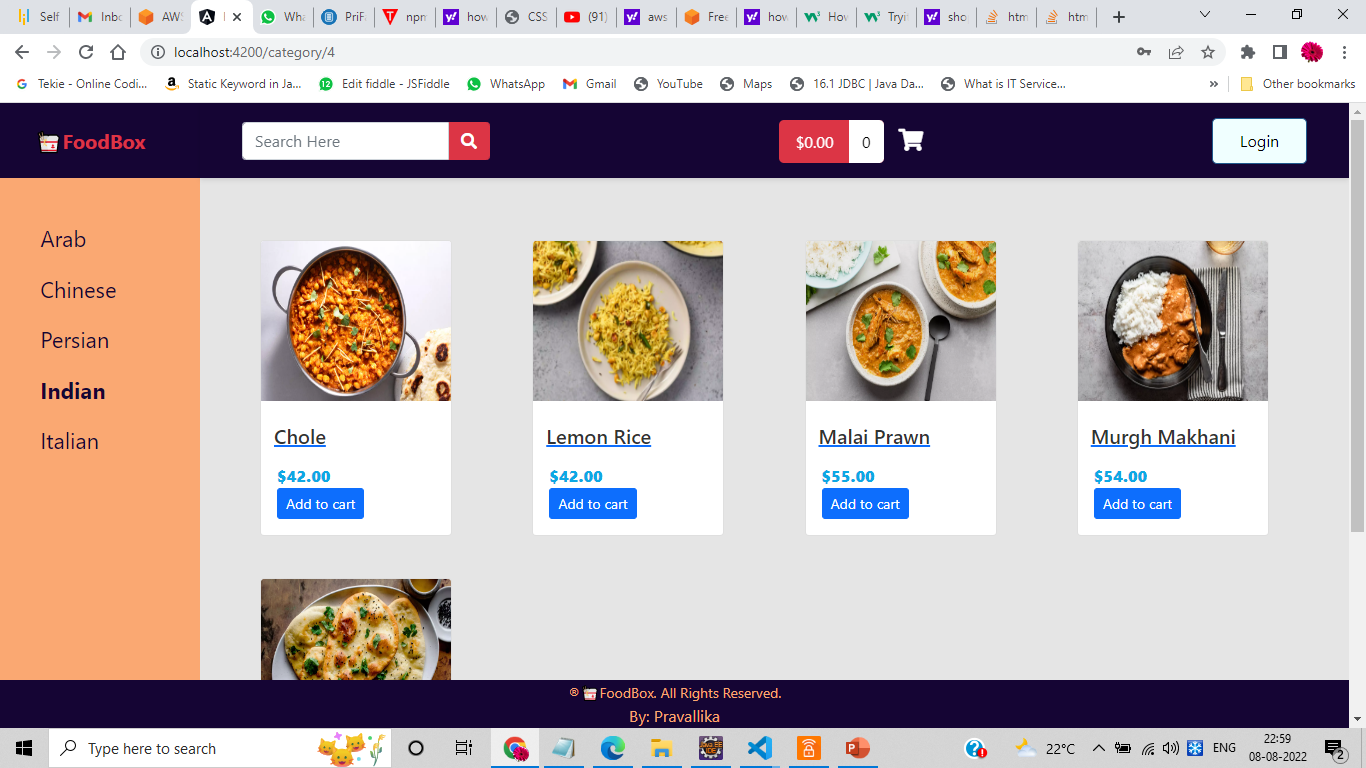 Self
Inbo
AWS
Wha
PriF
npm
how
CSS
(91)
aws
Free
how
How
Tryi
sho
htm
htm
localhost:4200/category/4
Tekie - Online Codi...
Static Keyword in Ja...
Edit fiddle - JSFiddle
WhatsApp
Gmail
YouTube
Maps
16.1 JDBC | Java Da...
What is IT Service...
»
Other bookmarks
FoodBox
Search Here
$0.00
0
Login
Arab
Chinese
Persian
Indian
Italian
Chole
$42.00
Add to cart
Lemon Rice
$42.00
Add to cart
Malai Prawn
$55.00
Add to cart
Murgh Makhani
$54.00
Add to cart
® FoodBox. All Rights Reserved.
By: Pravallika
Type here to search
22°C
ENG
22:59
08-08-2022
2